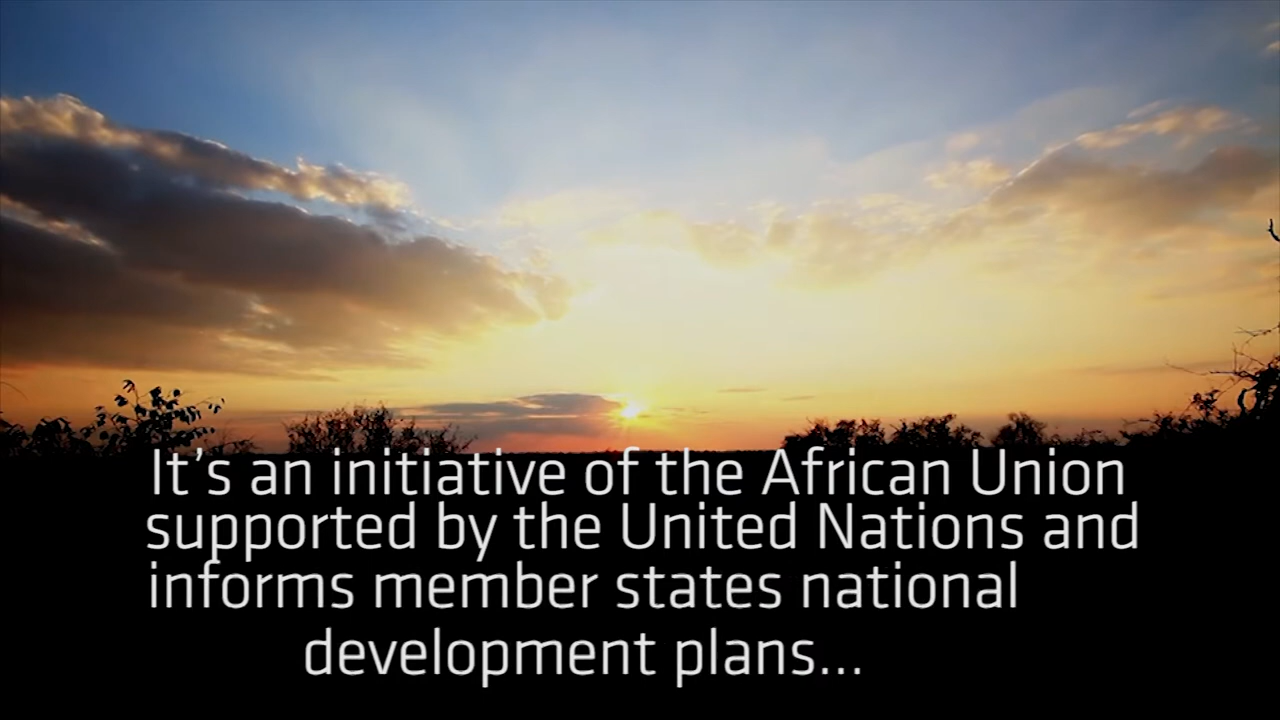 It’s an initiative of the African Union
supported by the United Nations and
informs member states national
development plans...